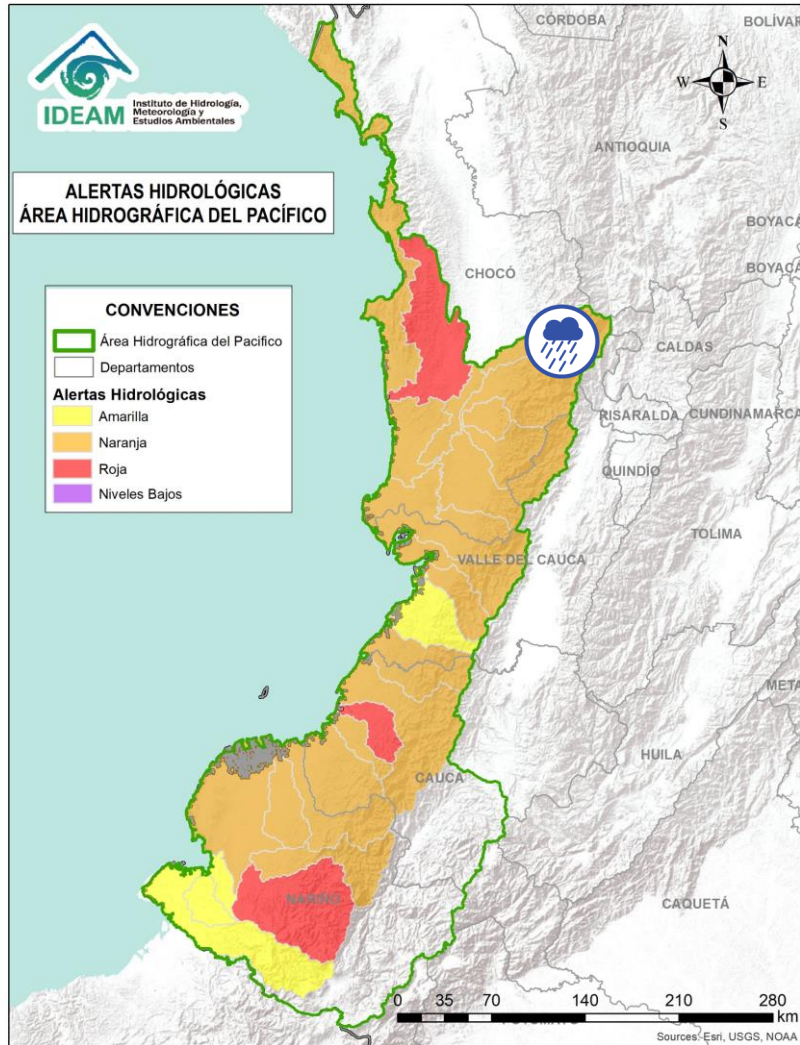 IDEAM
Instituto de Hidrología,
Meteorología y
Estudios Ambientales
ALERTAS HIDROLÓGICAS
ÁREA HIDROGRÁFICA DEL PACÍFICO
CONVENCIONES
Área Hidrográfica del Pacifico
Departamentos
Alertas Hidrológicas
Amarilla
Naranja
Roja
Niveles Bajos
N
W E
S
CÓRDOBA
BOLÍVAR
ANTIOQUIA
BOYACÁ
BOYACÁ
CHOCÓ
CALDAS
RISARALDA
CUNDINAMARCA
QUINDÍO
TOLIMA
VALLE DEL CAUCA
META
HUILA
CAUCA
NARIÑO
CAQUETÁ
0 35 70 140 210 280
km
Sources: Esri, USGS, NOAA